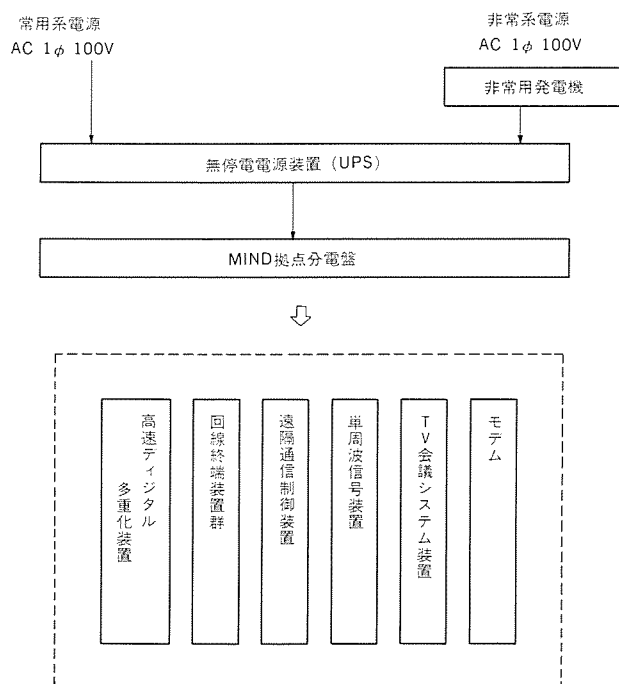 常用系電源
AC 1φ 100V
非常系電源
AC 1φ 100V
非常用発電機
無停電電源装置 (UPS)
MIND拠点分電盤
高速ディジタル
多重化装置
回線終端装置群
遠隔通信制御装置
単周波信号装置
TV会議システム装置
モデム